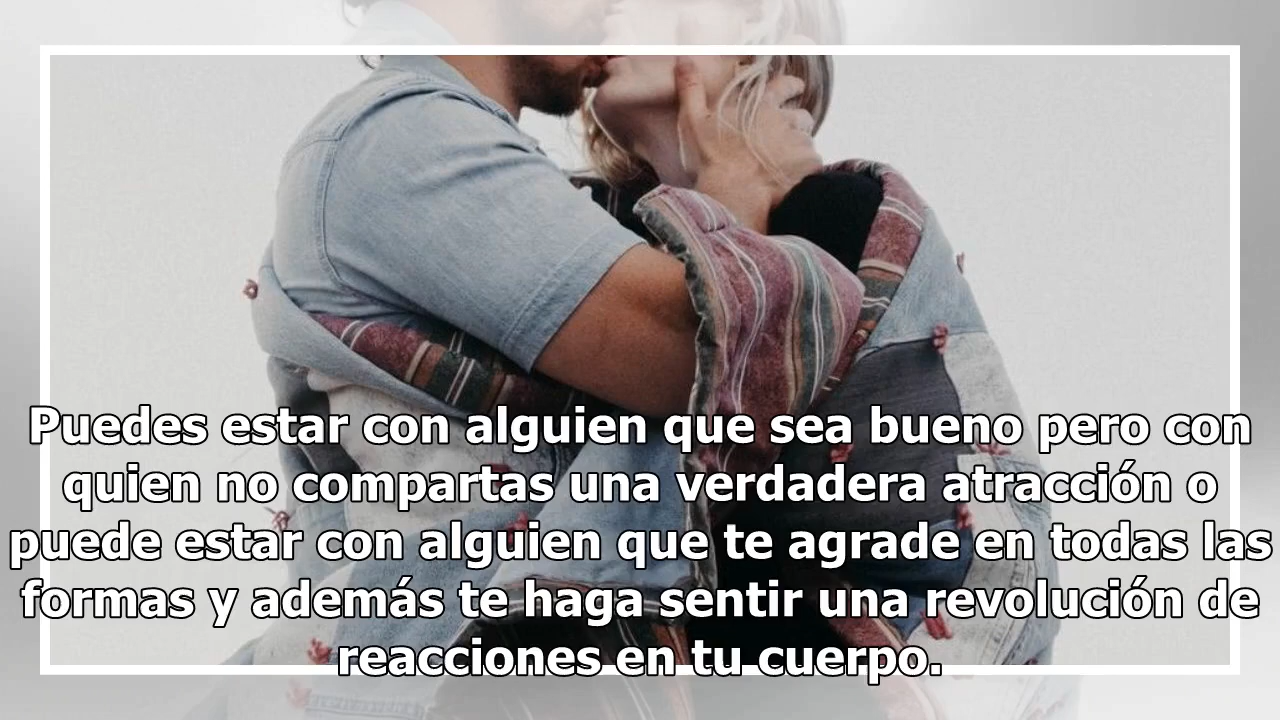 Puedes estar con alguien que sea bueno pero con
quien no compartas una verdadera atracción o
puede estar con alguien que te agrade en todas las
formas y además te haga sentir una revolución de
reacciones en tu cuerpo.